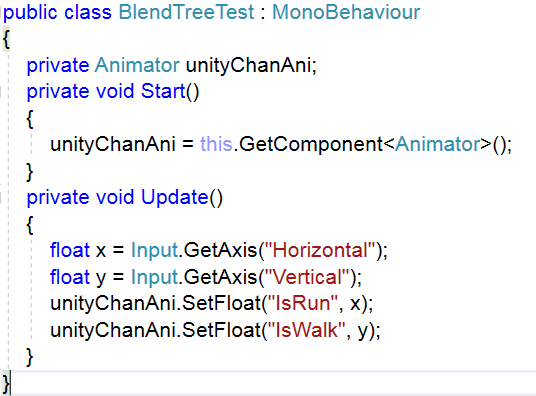 public class BlendTreeTest : MonoBehaviour
{
private Animator unityChanAni;
private void Start()
{
unityChanAni = this.GetComponent<Animator>();
}
private void Update()
{
float x = Input.GetAxis("Horizontal");
float y = Input.GetAxis("Vertical");
unityChanAni.SetFloat("IsRun", x);
unityChanAni.SetFloat("IsWalk", y);
}
}